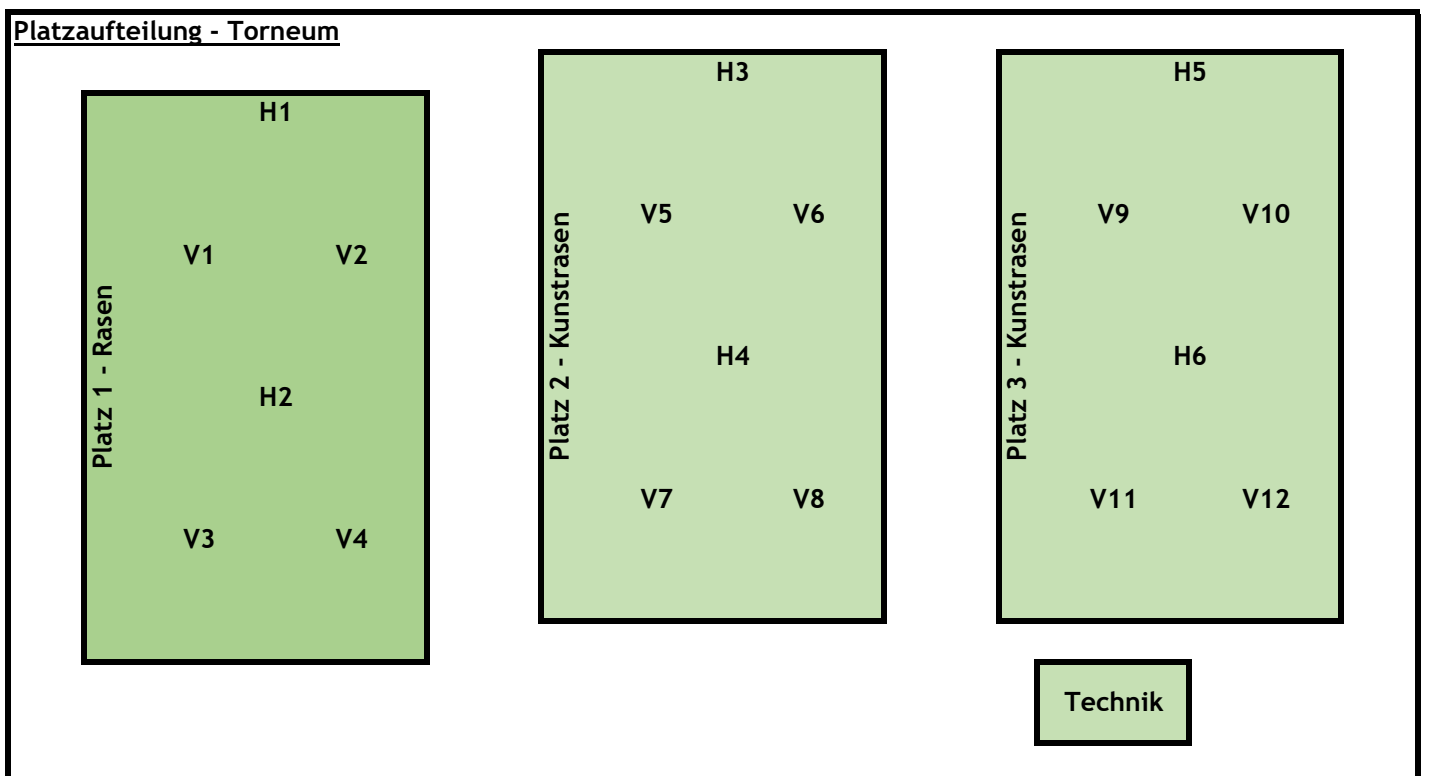 Platzaufteilung - Torneum
Platz 1 - Rasen
H1
V1 V2
H2
V3 V4
Platz 2 - Kunstrasen
H3
V5 V6
H4
V7 V8
Platz 3 - Kunstrasen
H5
V9 V10
H6
V11 V12
Technik